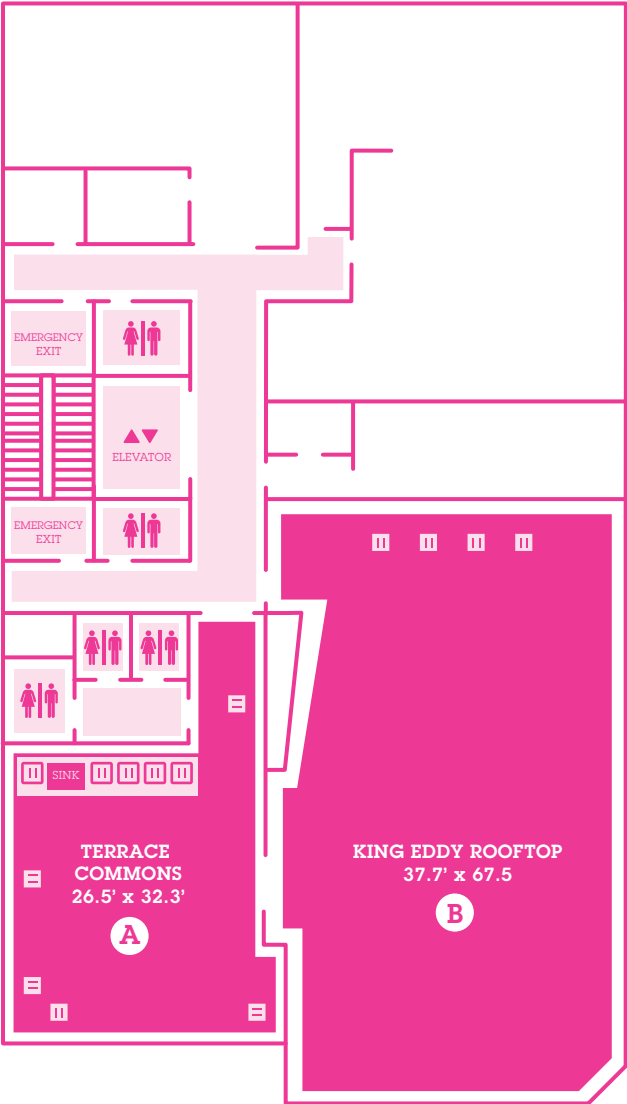 EMERGENCY
EXIT
ELEVATOR
EMERGENCY
EXIT
SINK
TERRACE
COMMONS
26.5’ x 32.3’
A
KING EDDY ROOFTOP
37.7’ x 67.5
B